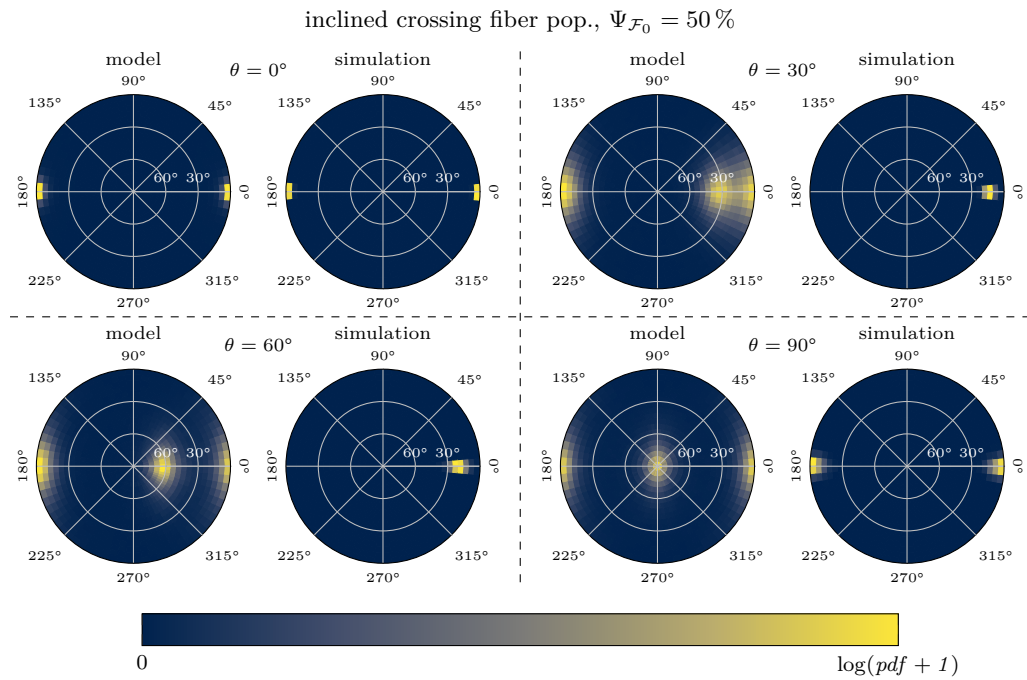 inclined crossing fiber pop., Ψ_{𝓕₀} = 50 %
model θ = 0° simulation
90° 90°
135° 45° 135° 45°
180° 60° 30° 0° 180° 60° 30° 0°
225° 315° 225° 315°
270° 270°
model θ = 30° simulation
90° 90°
135° 45° 135° 45°
180° 60° 30° 0° 180° 60° 30° 0°
225° 315° 225° 315°
270° 270°
model θ = 60° simulation
90° 90°
135° 45° 135° 45°
180° 60° 30° 0° 180° 60° 30° 0°
225° 315° 225° 315°
270° 270°
model θ = 90° simulation
90° 90°
135° 45° 135° 45°
180° 60° 30° 0° 180° 60° 30° 0°
225° 315° 225° 315°
270° 270°
0 log(pdf + 1)